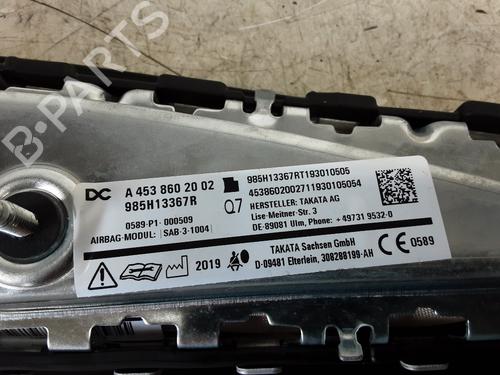 B-PARTS
DC A 453 860 20 02
985H13367R
0589-P1-000509
AIRBAG-MODUL: SAB-3-1004
985H13367RT193010505
4538602002711930105054
Q7 HERSTELLER: TAKATA AG
Lise-Meitner-Str. 3
DE-89081 Ulm, Phone: +49731 9532-0
2019
TAKATA Sachsen GmbH
D-09481 Elterlein, 308288199-AH
CE 0589